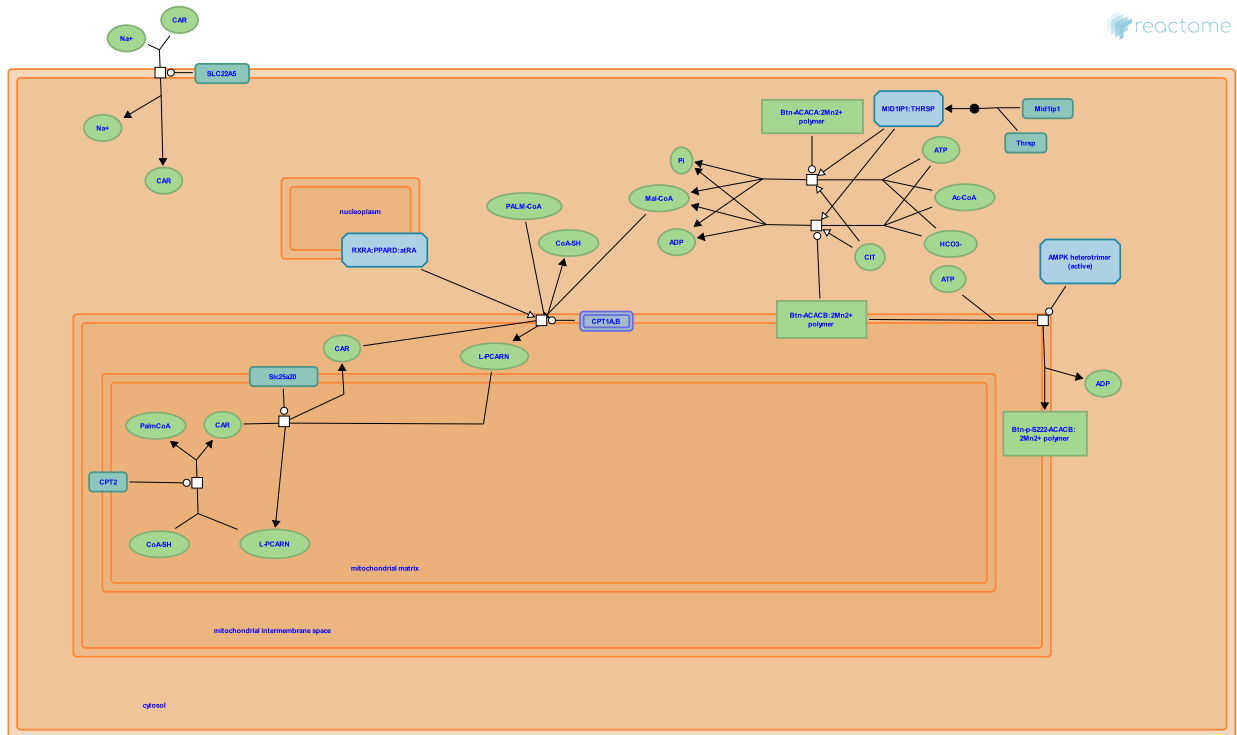 reactome
CAR
Na+
SLC22A5
Na+
CAR
nucleoplasm
RXRA:PPARD:atRA
PALM-CoA
CoA-SH
Btn-ACACA:2Mn2+
polymer
MID1IP1:THRSP
Mid1ip1
Thrsp
Pi
ATP
Mal-CoA
Ac-CoA
ADP
HCO3-
CIT
AMPK heterotrimer
(active)
ATP
Btn-ACACB:2Mn2+
polymer
CPT1A,B
CAR
L-PCARN
Slc25a20
ADP
PalmCoA
CAR
Btn-p-S222-ACACB:
2Mn2+ polymer
CPT2
CoA-SH
L-PCARN
mitochondrial matrix
mitochondrial intermembrane space
cytosol